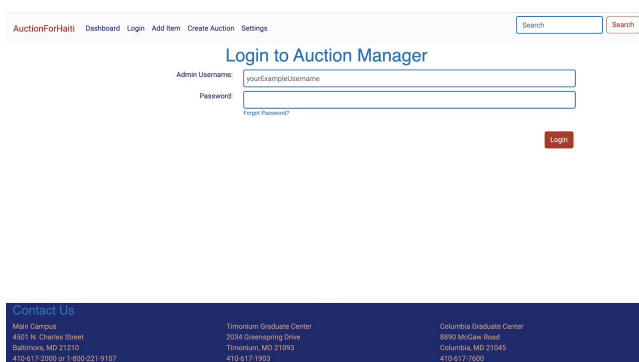 AuctionForHaiti Dashboard Login Add Item Create Auction Settings Search Search
Login to Auction Manager
Admin Username: yourExampleUsername
Password:
Forgot Password?
Login
Contact Us
Main Campus
4501 N. Charles Street
Baltimore, MD 21210
410-617-2000 or 1-800-221-9107
Timonium Graduate Center
2034 Greenspring Drive
Timonium, MD 21093
410-617-1903
Columbia Graduate Center
8890 McGaw Road
Columbia, MD 21045
410-617-7600